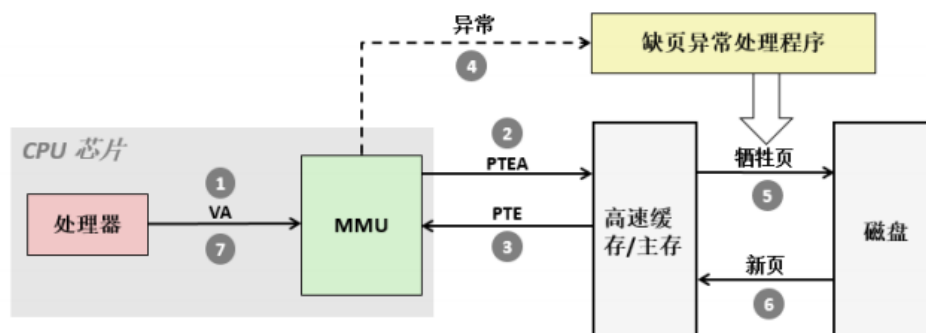 异常
4
缺页异常处理程序
CPU 芯片
2
PTEA
牺牲页
5
1
VA
处理器
7
MMU
PTE
3
高速缓
存/主存
磁盘
新页
6